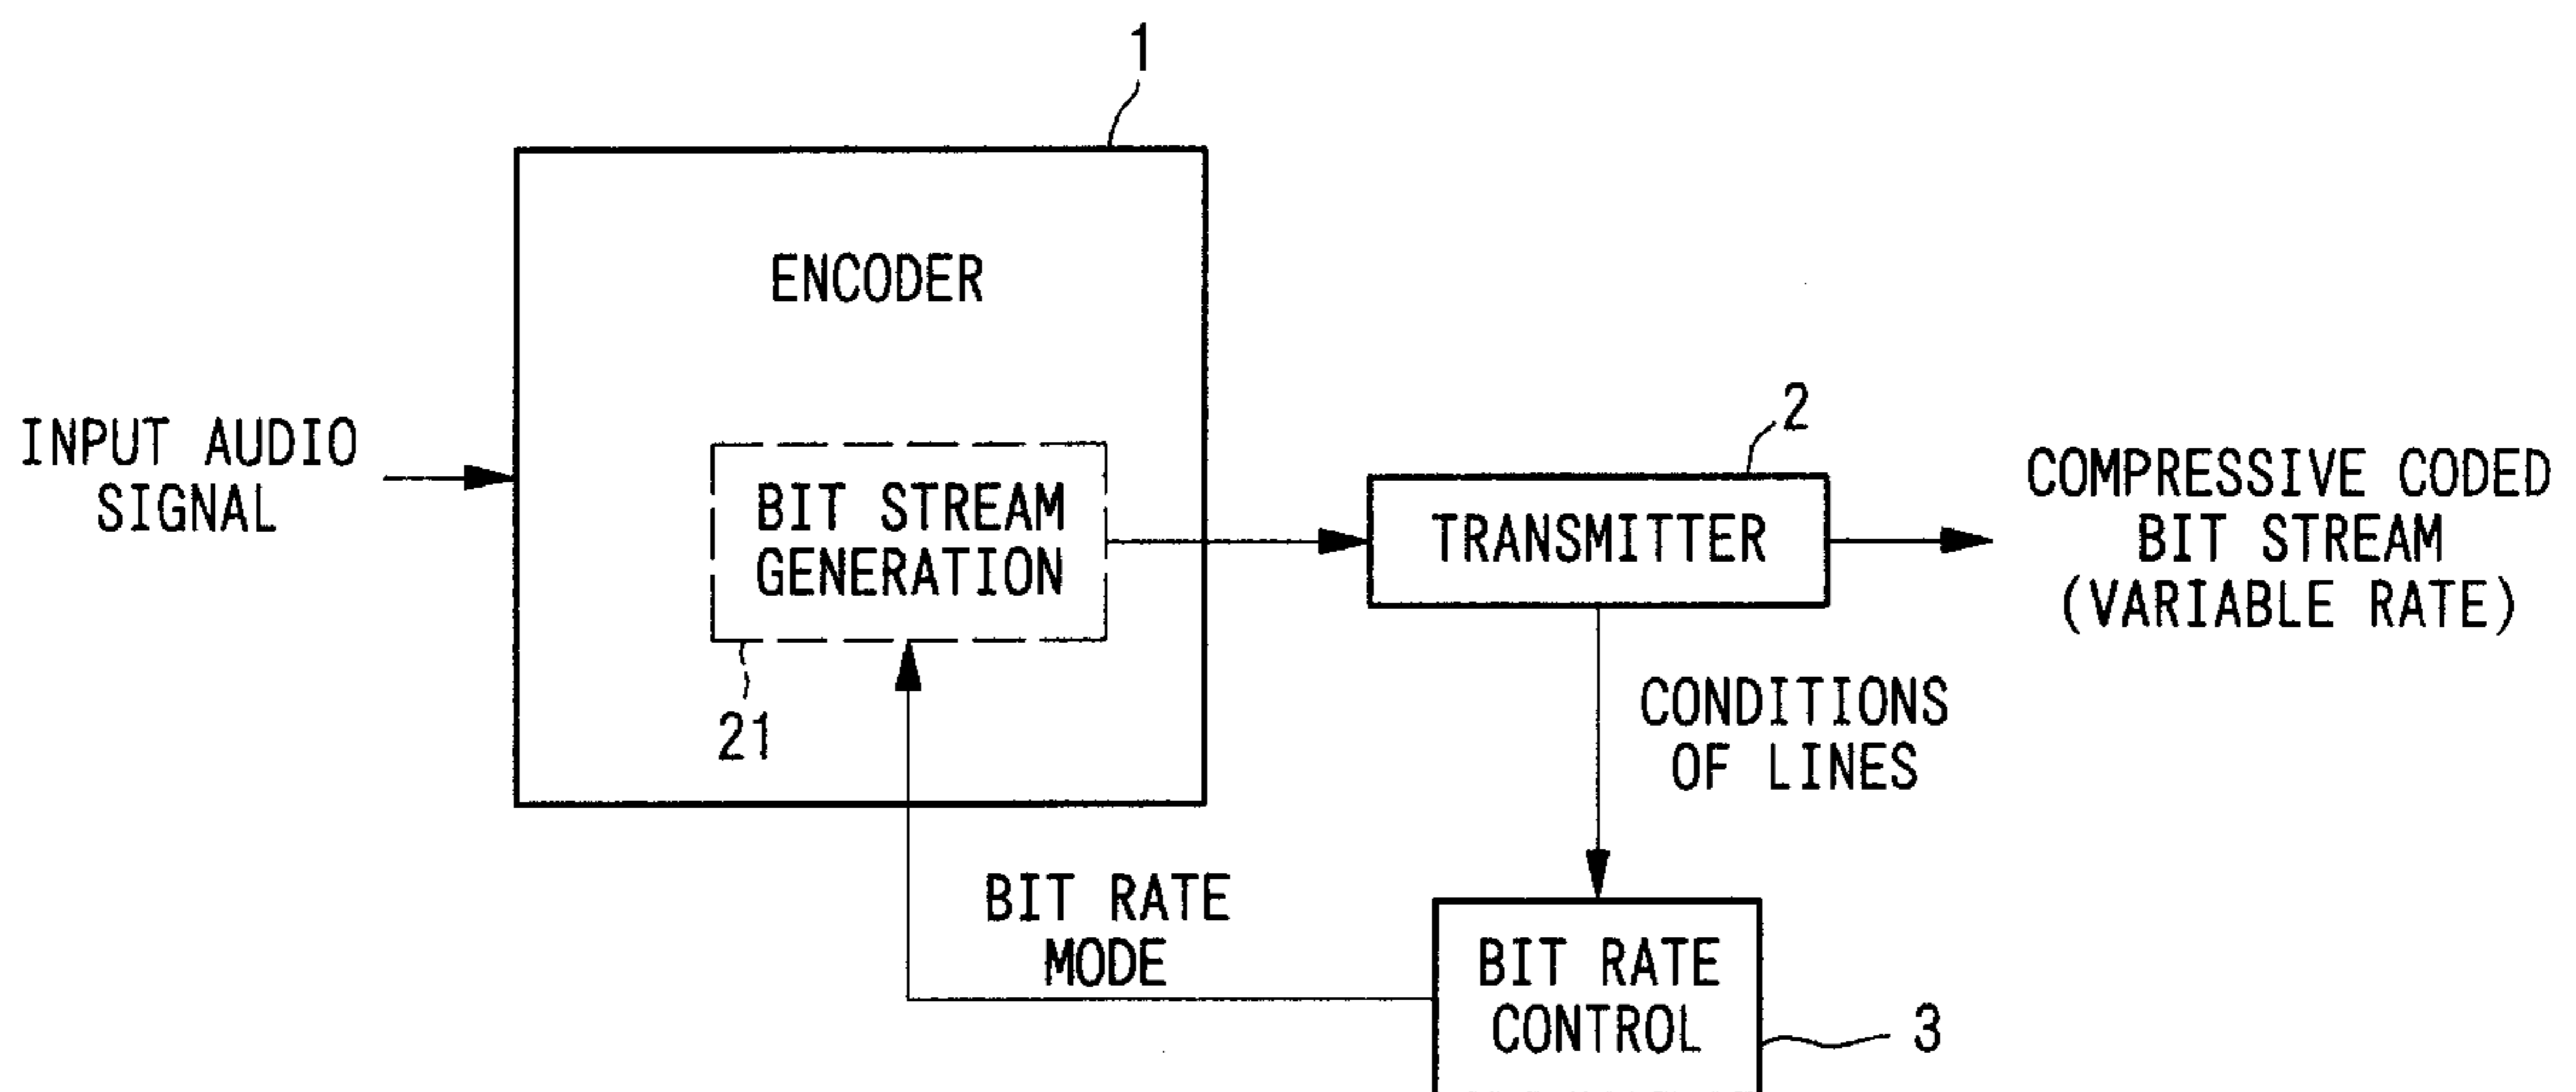 1
ENCODER
INPUT AUDIO
SIGNAL
BIT STREAM
GENERATION
21
2
TRANSMITTER
COMPRESSIVE CODED
BIT STREAM
(VARIABLE RATE)
CONDITIONS
OF LINES
BIT RATE
MODE
BIT RATE
CONTROL
3